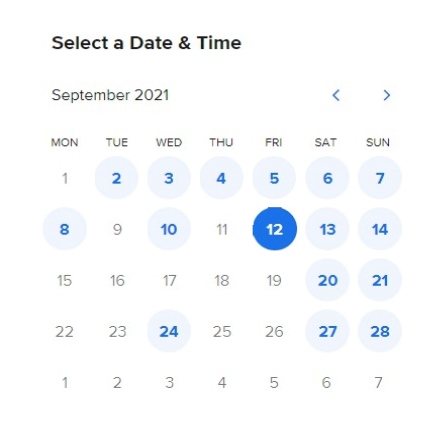 Select a Date & Time
September 2021
MON TUE WED THU FRI SAT SUN
1 2 3 4 5 6 7
8 9 10 11 12 13 14
15 16 17 18 19 20 21
22 23 24 25 26 27 28
1 2 3 4 5 6 7